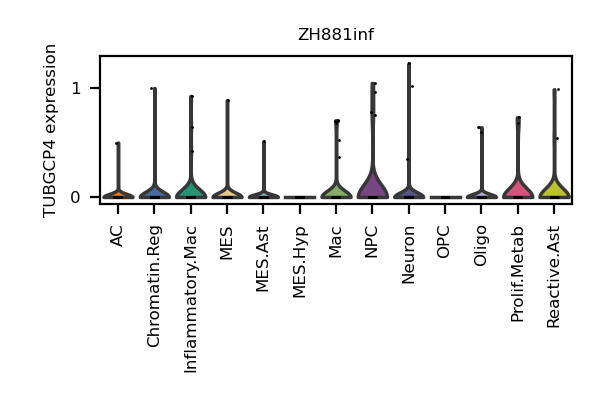 ZH881inf
TUBGCP4 expression
1
0
AC
Chromatin.Reg
Inflammatory.Mac
MES
MES.Ast
MES.Hyp
Mac
NPC
Neuron
OPC
Oligo
Prolif.Metab
Reactive.Ast